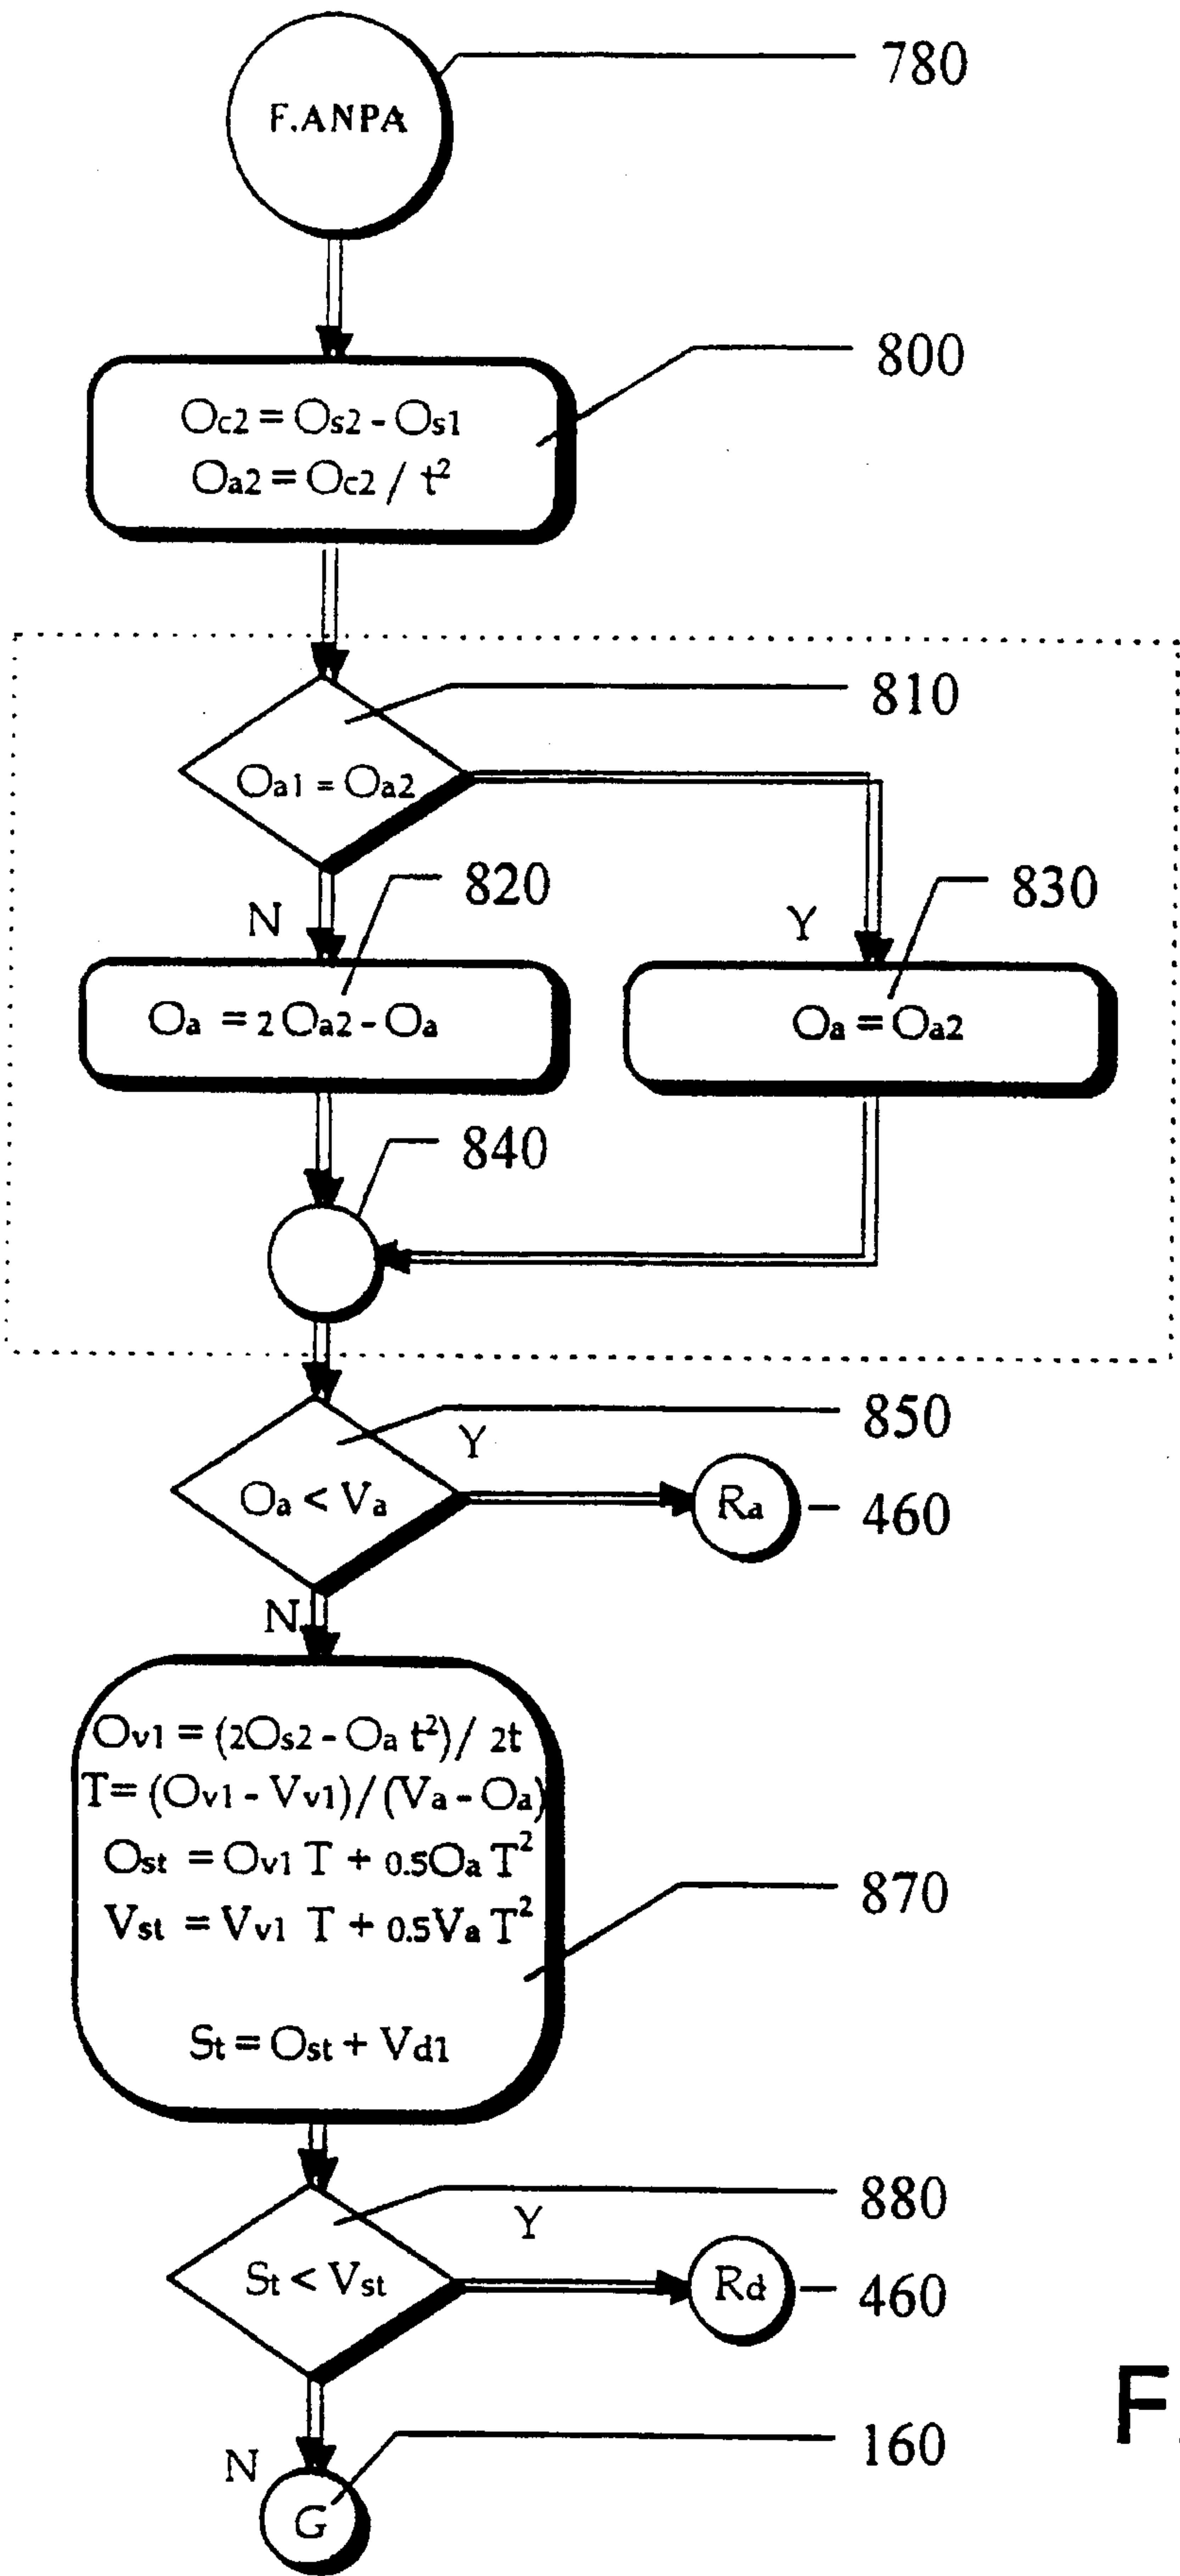 F.ANPA
780
800
Oc2 = Os2 - Os1
Oa2 = Oc2 / t²
810
Oa1 = Oa2
820
830
N
Y
Oa = 2Oa2 - Oa
Oa = Oa2
840
850
Y
Oa < Va
Ra
460
N
Ov1 = (2Os2 - Oa t²) / 2t
T = (Ov1 - Vv1) / (Va - Oa)
Ost = Ov1 T + 0.5Oa T²
Vst = Vv1 T + 0.5Va T²
870
St = Ost + Vd1
880
Y
St < Vst
Rd
460
160
N
G